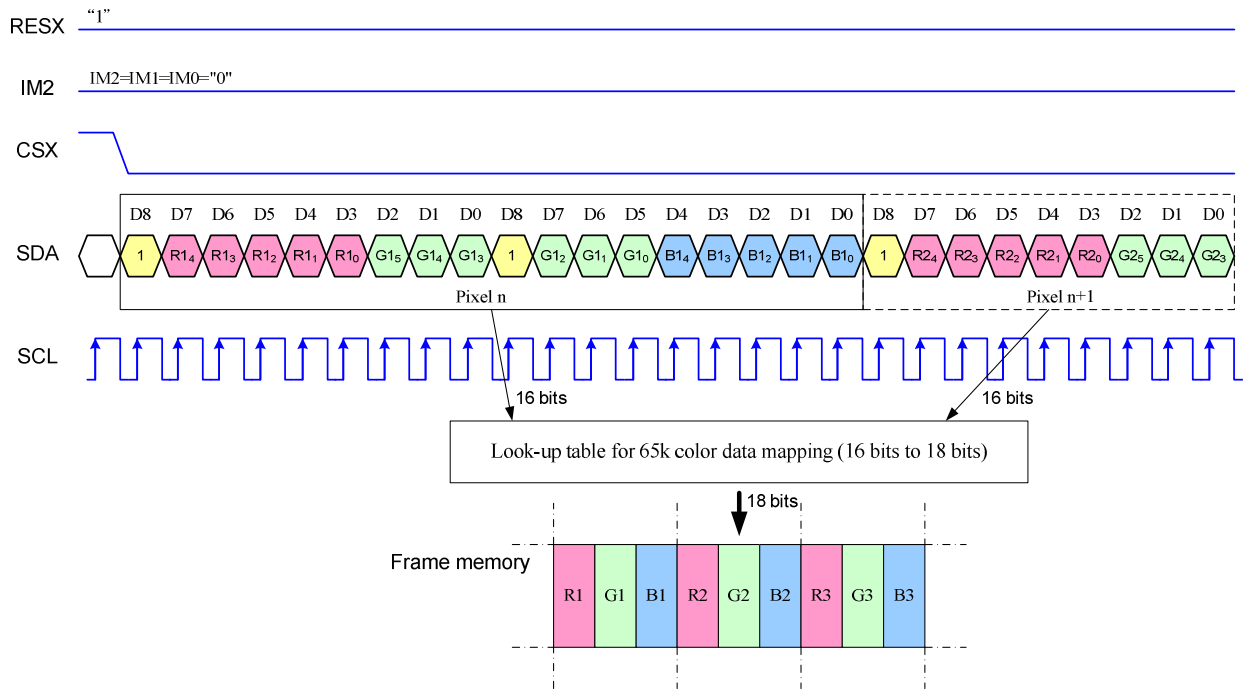 RESX “1”
IM2 IM2=IM1=IM0="0"
CSX
D8 D7 D6 D5 D4 D3 D2 D1 D0 D8 D7 D6 D5 D4 D3 D2 D1 D0 D8 D7 D6 D5 D4 D3 D2 D1 D0
SDA 1 R1₄ R1₃ R1₂ R1₁ R1₀ G1₅ G1₄ G1₃ 1 G1₂ G1₁ G1₀ B1₄ B1₃ B1₂ B1₁ B1₀ 1 R2₄ R2₃ R2₂ R2₁ R2₀ G2₅ G2₄ G2₃
Pixel n Pixel n+1
SCL
16 bits 16 bits
Look-up table for 65k color data mapping (16 bits to 18 bits)
18 bits
Frame memory
R1 G1 B1 R2 G2 B2 R3 G3 B3